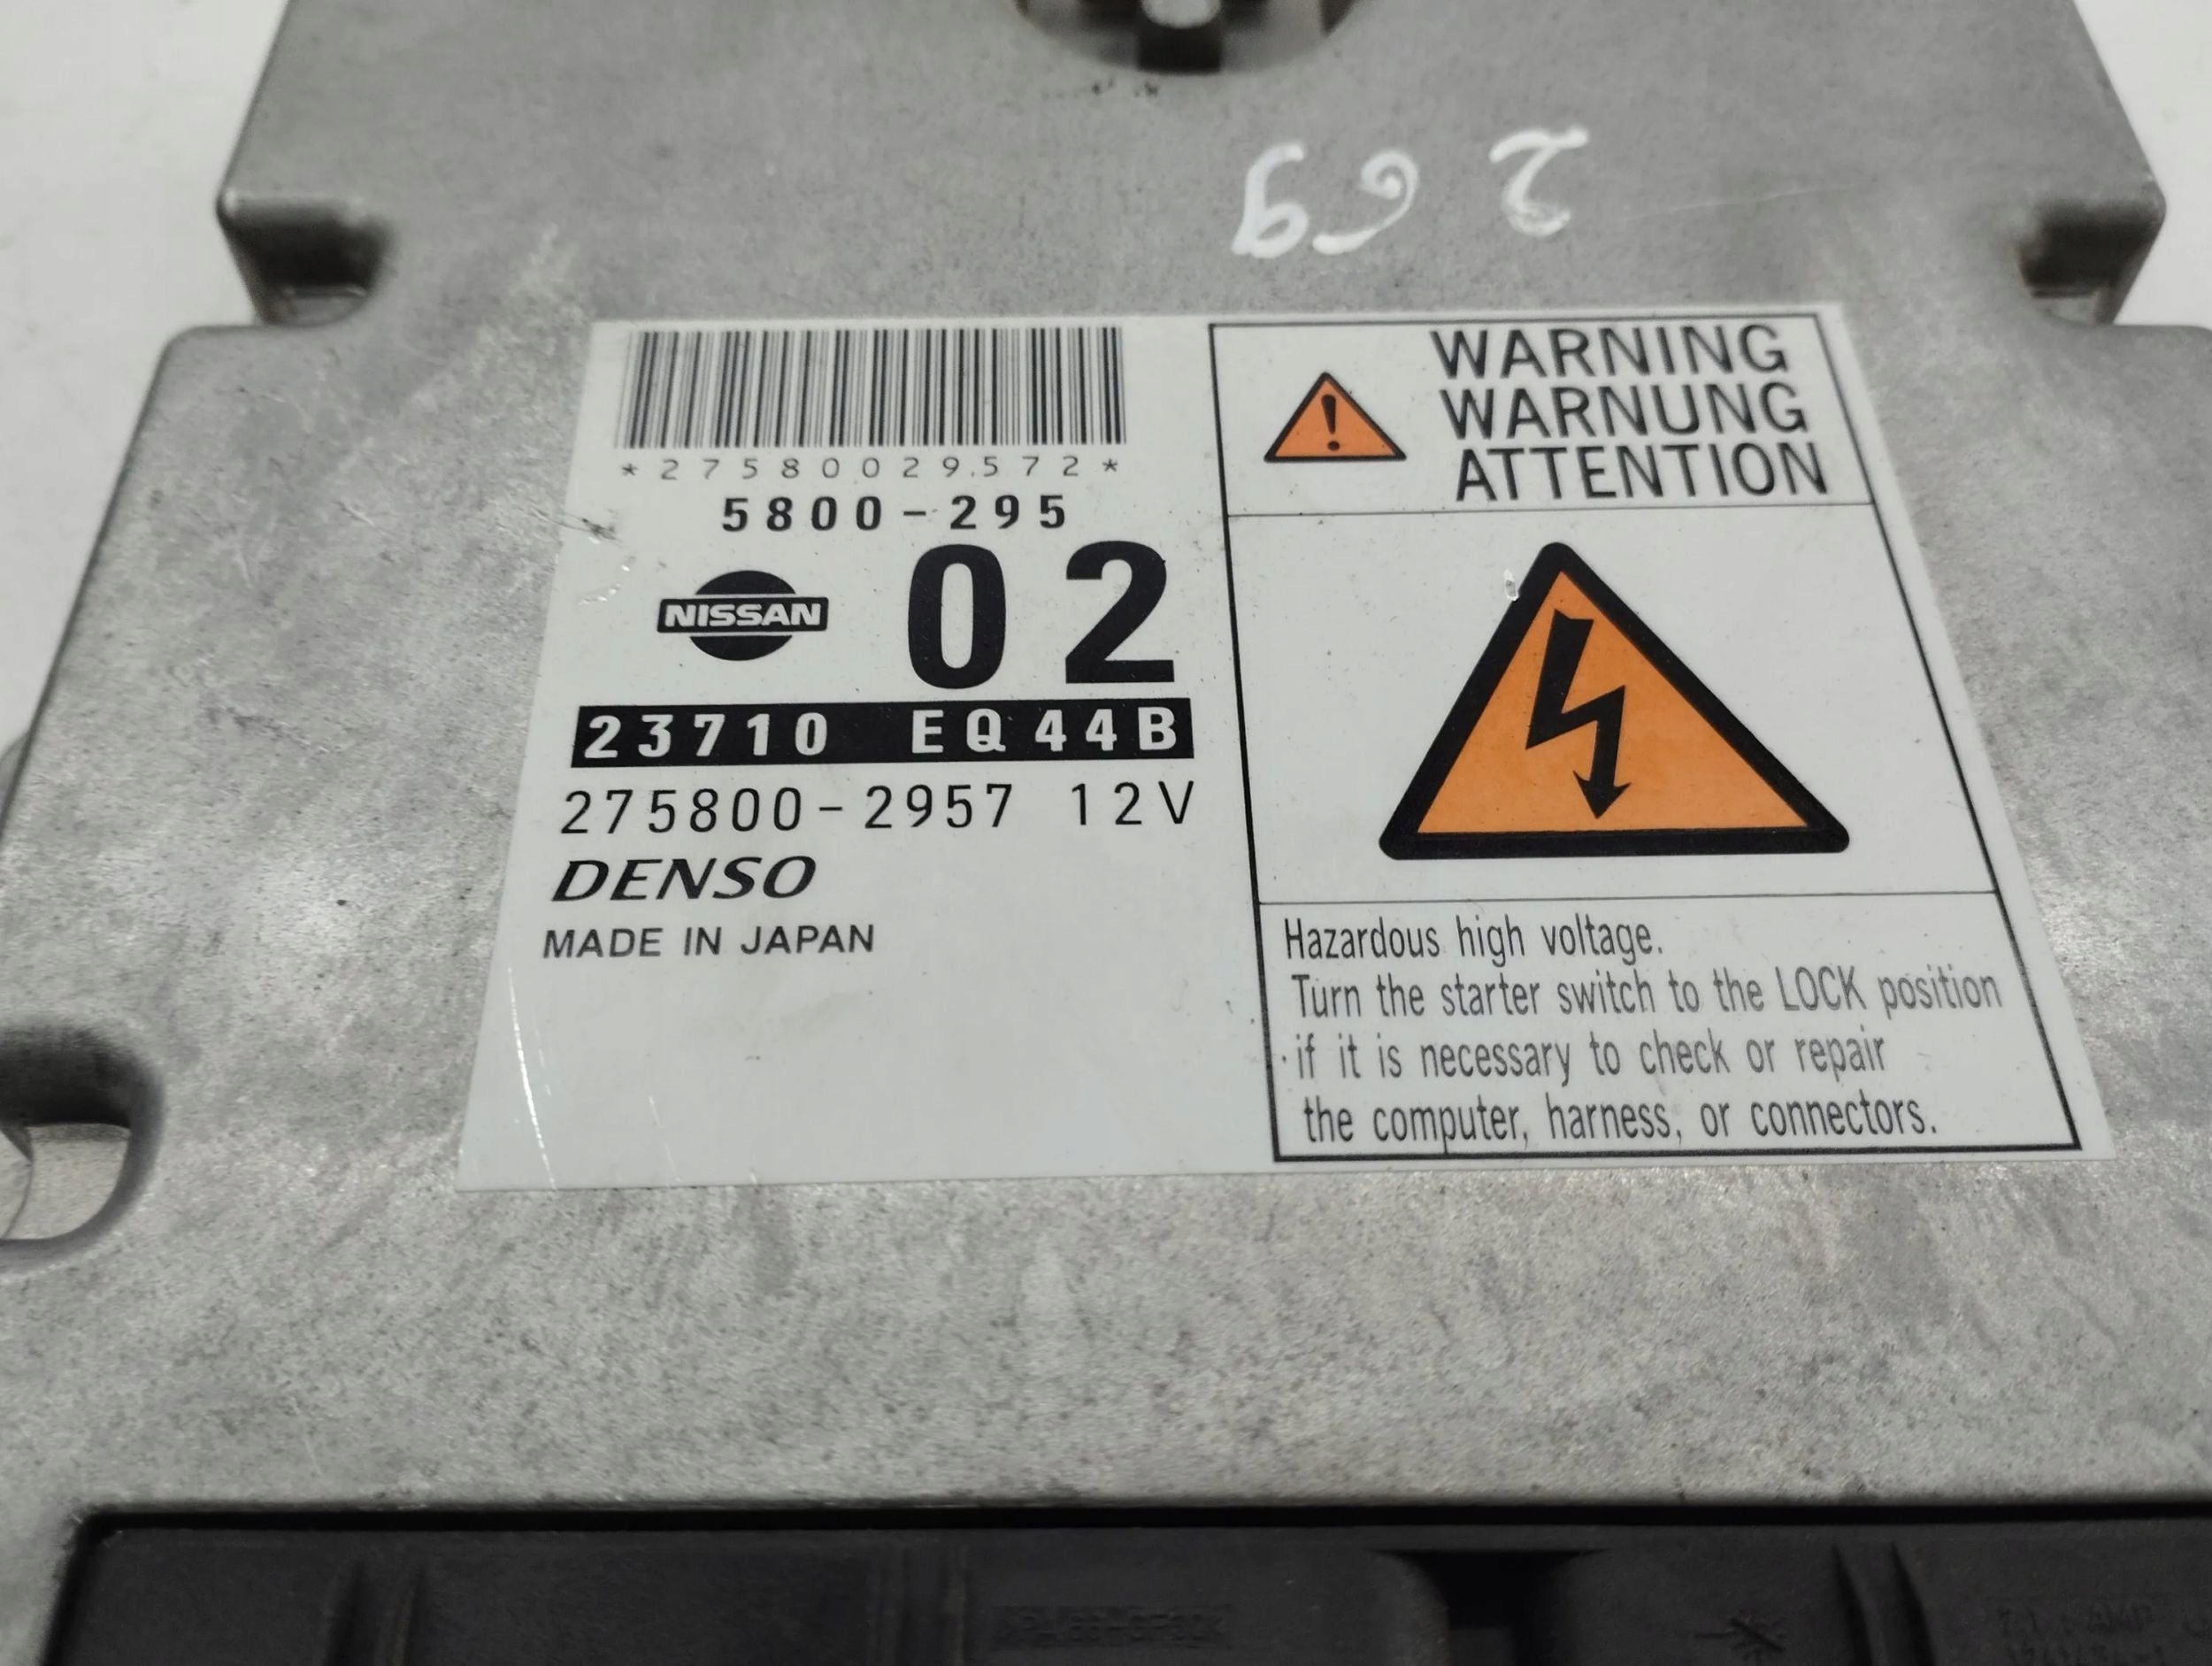 269
*27580029572*
5800-295
NISSAN 02
23710 EQ44B
275800-2957 12V
DENSO
MADE IN JAPAN
WARNING
WARNUNG
ATTENTION
Hazardous high voltage.
Turn the starter switch to the LOCK position
if it is necessary to check or repair
the computer, harness, or connectors.